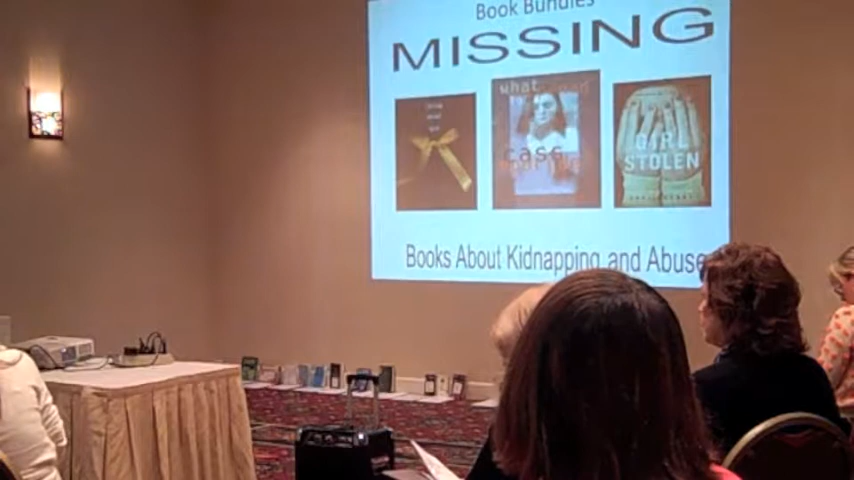 Book Bundles
MISSING
what
case
GIRL
STOLEN
Books About Kidnapping and Abuse